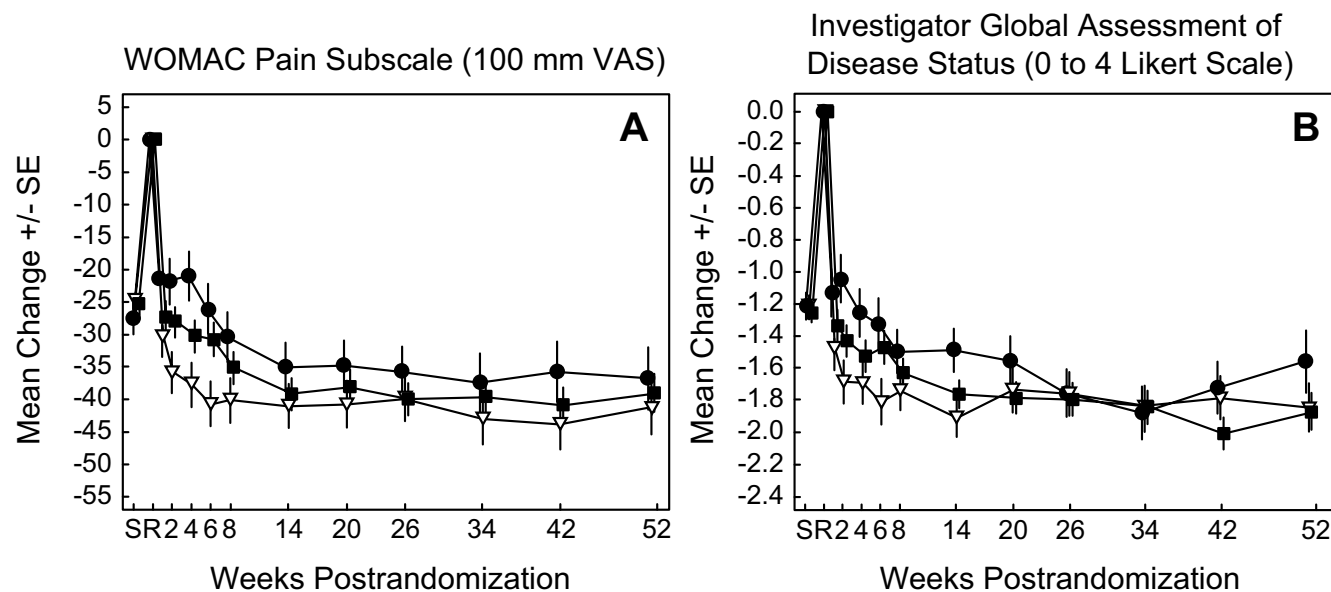 WOMAC Pain Subscale (100 mm VAS)
A
Mean Change +/- SE
5
0
-5
-10
-15
-20
-25
-30
-35
-40
-45
-50
-55
S R 2 4 6 8 14 20 26 34 42 52
Weeks Postrandomization
Investigator Global Assessment of
Disease Status (0 to 4 Likert Scale)
B
Mean Change +/- SE
0.0
-0.2
-0.4
-0.6
-0.8
-1.0
-1.2
-1.4
-1.6
-1.8
-2.0
-2.2
-2.4
S R 2 4 6 8 14 20 26 34 42 52
Weeks Postrandomization